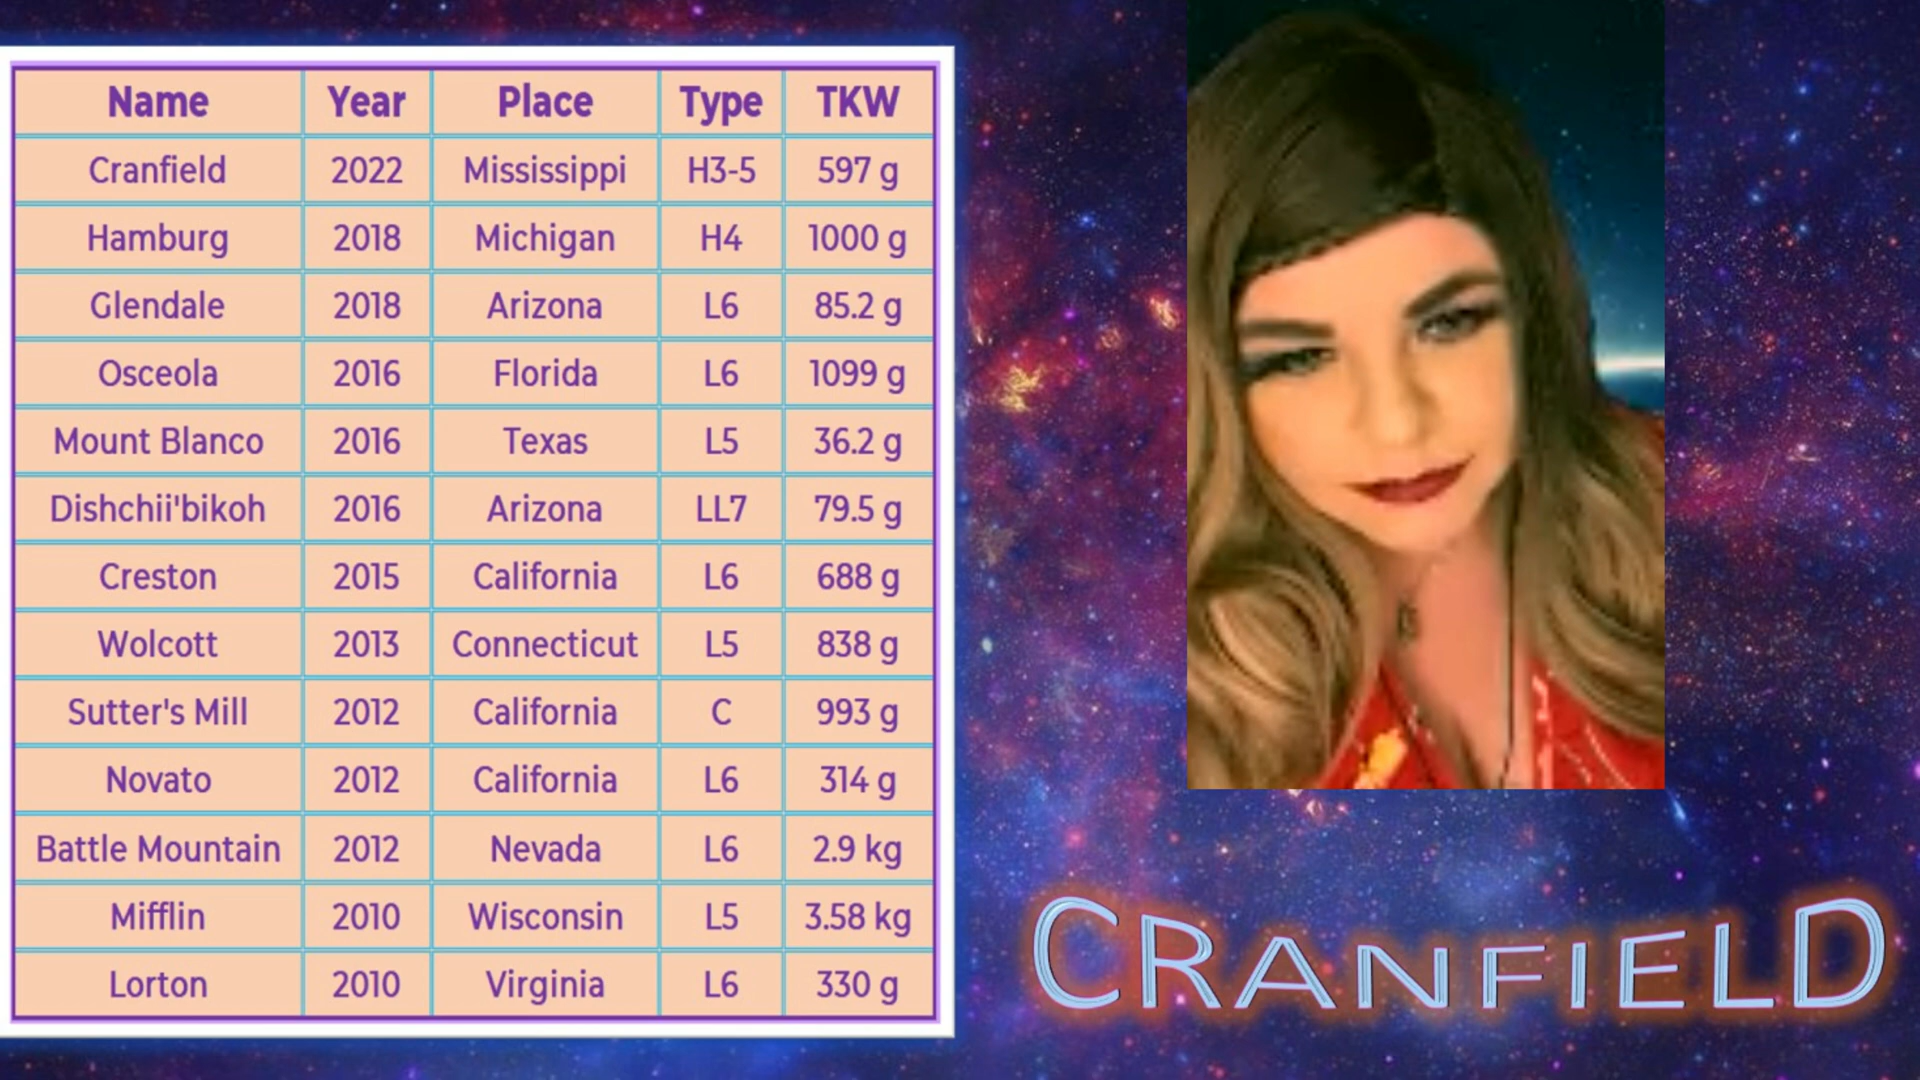 Name Year Place Type TKW
Cranfield 2022 Mississippi H3-5 597 g
Hamburg 2018 Michigan H4 1000 g
Glendale 2018 Arizona L6 85.2 g
Osceola 2016 Florida L6 1099 g
Mount Blanco 2016 Texas L5 36.2 g
Dishchii'bikoh 2016 Arizona LL7 79.5 g
Creston 2015 California L6 688 g
Wolcott 2013 Connecticut L5 838 g
Sutter's Mill 2012 California C 993 g
Novato 2012 California L6 314 g
Battle Mountain 2012 Nevada L6 2.9 kg
Mifflin 2010 Wisconsin L5 3.58 kg
Lorton 2010 Virginia L6 330 g
CRANFIELD